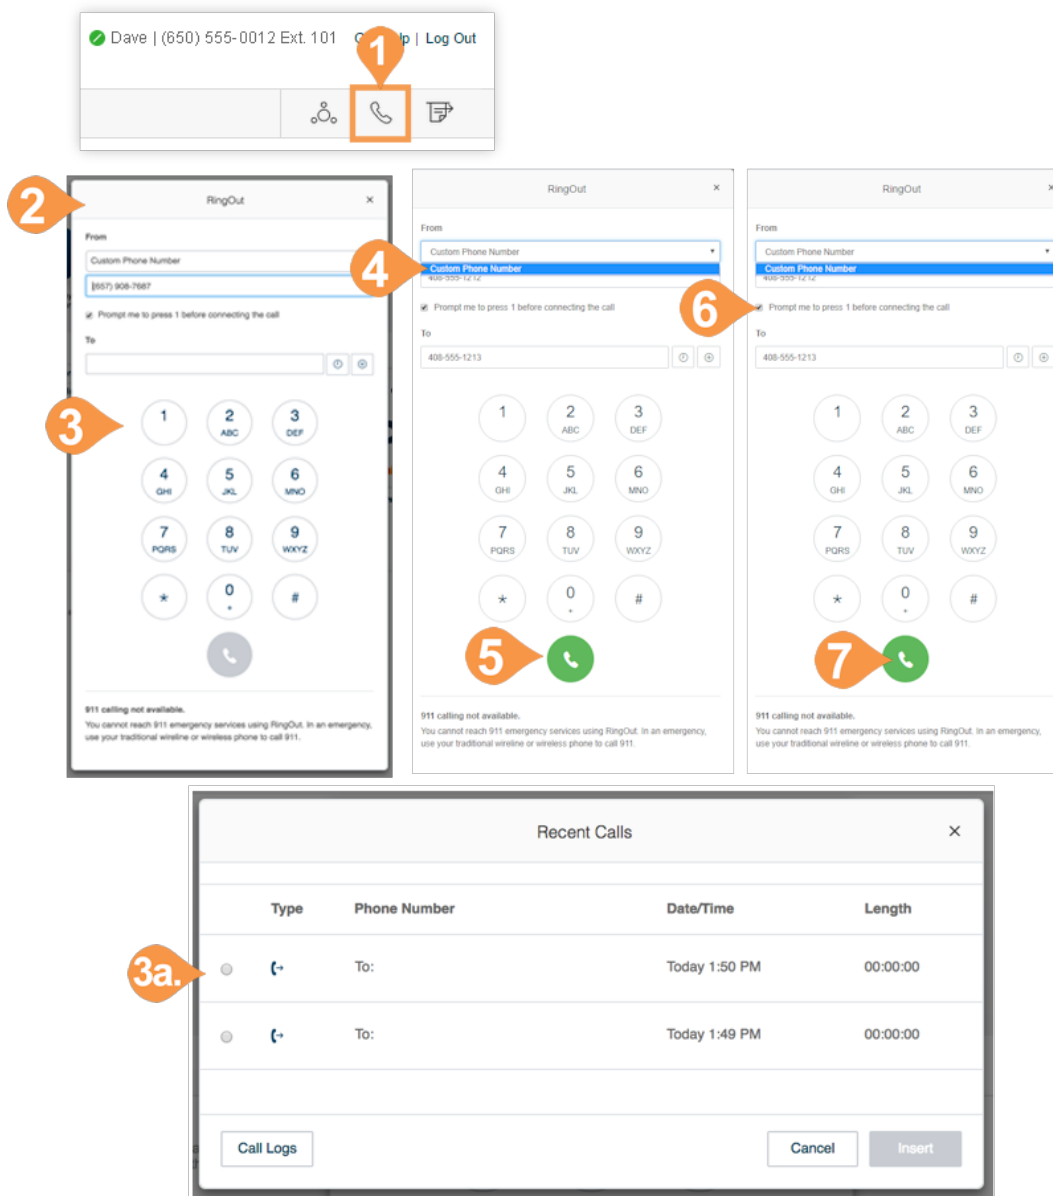 Dave | (650) 555-0012 Ext. 101
| Log Out
1
2
RingOut ×
From
Custom Phone Number
(657) 908-7687
Prompt me to press 1 before connecting the call
To
3
1
2 ABC
3 DEF
4 GHI
5 JKL
6 MNO
7 PQRS
8 TUV
9 WXYZ
*
0 +
#
911 calling not available.
You cannot reach 911 emergency services using RingOut. In an emergency,
use your traditional wireline or wireless phone to call 911.
RingOut ×
From
Custom Phone Number
4
Custom Phone Number
408-555-1212
Prompt me to press 1 before connecting the call
To
408-555-1213
1
2 ABC
3 DEF
4 GHI
5 JKL
6 MNO
7 PQRS
8 TUV
9 WXYZ
*
0 +
#
5
911 calling not available.
You cannot reach 911 emergency services using RingOut. In an emergency,
use your traditional wireline or wireless phone to call 911.
RingOut ×
From
Custom Phone Number
Custom Phone Number
408-555-1212
6
Prompt me to press 1 before connecting the call
To
408-555-1213
1
2 ABC
3 DEF
4 GHI
5 JKL
6 MNO
7 PQRS
8 TUV
9 WXYZ
*
0 +
#
7
911 calling not available.
You cannot reach 911 emergency services using RingOut. In an emergency,
use your traditional wireline or wireless phone to call 911.
Recent Calls ×
Type Phone Number Date/Time Length
3a.
To: Today 1:50 PM 00:00:00
To: Today 1:49 PM 00:00:00
Call Logs Cancel Insert